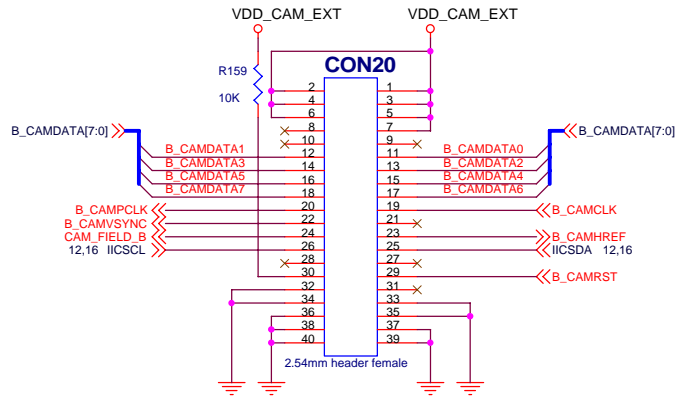 VDD_CAM_EXT VDD_CAM_EXT
CON20
R159
10K
2 1
4 3
6 5
8 7
10 9
B_CAMDATA[7:0] B_CAMDATA[7:0]
B_CAMDATA1 12 11 B_CAMDATA0
B_CAMDATA3 14 13 B_CAMDATA2
B_CAMDATA5 16 15 B_CAMDATA4
B_CAMDATA7 18 17 B_CAMDATA6
B_CAMPCLK 20 19 B_CAMCLK
B_CAMVSYNC 22 21
CAM_FIELD_B 24 23 B_CAMHREF
12,16 IICSCL 26 25 IICSDA 12,16
28 27
30 29 B_CAMRST
32 31
34 33
36 35
38 37
40 39
2.54mm header female